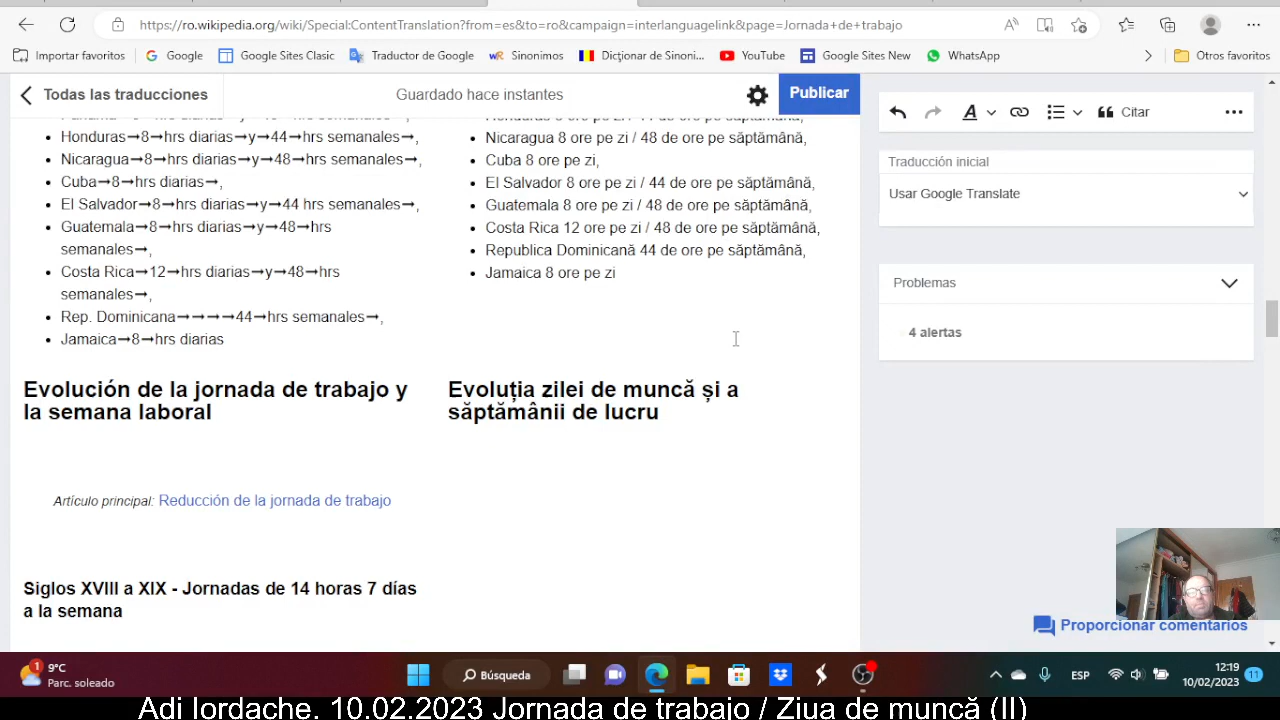 https://ro.wikipedia.org/wiki/Special:ContentTranslation?from=es&to=ro&campaign=interlanguagelink&page=Jornada+de+trabajo
Importar favoritos Google Google Sites Clasic Traductor de Google wR Sinonimos Dicţionar de Sinoni... YouTube Google Sites New WhatsApp Otros favoritos
Todas las traducciones
Guardado hace instantes
Publicar
Honduras→8→hrs diarias→y→44→hrs semanales→,
Nicaragua→8→hrs diarias→y→48→hrs semanales→,
Cuba→8→hrs diarias→,
El Salvador→8→hrs diarias→y→44 hrs semanales→,
Guatemala→8→hrs diarias→y→48→hrs
semanales→,
Costa Rica→12→hrs diarias→y→48→hrs
semanales→,
Rep. Dominicana→→→→44→hrs semanales→,
Jamaica→8→hrs diarias
Evolución de la jornada de trabajo y
la semana laboral
Artículo principal: Reducción de la jornada de trabajo
Siglos XVIII a XIX - Jornadas de 14 horas 7 días
a la semana
Nicaragua 8 ore pe zi / 48 de ore pe săptămână,
Cuba 8 ore pe zi,
El Salvador 8 ore pe zi / 44 de ore pe săptămână,
Guatemala 8 ore pe zi / 48 de ore pe săptămână,
Costa Rica 12 ore pe zi / 48 de ore pe săptămână,
Republica Dominicană 44 de ore pe săptămână,
Jamaica 8 ore pe zi
Evoluția zilei de muncă și a
săptămânii de lucru
A Citar
Traducción inicial
Usar Google Translate
Problemas
4 alertas
Proporcionar comentarios
1 9°C
Parc. soleado
Búsqueda
ESP
12:19
10/02/2023
11
Adi Iordache. 10.02.2023 Jornada de trabajo / Ziua de muncă (II)